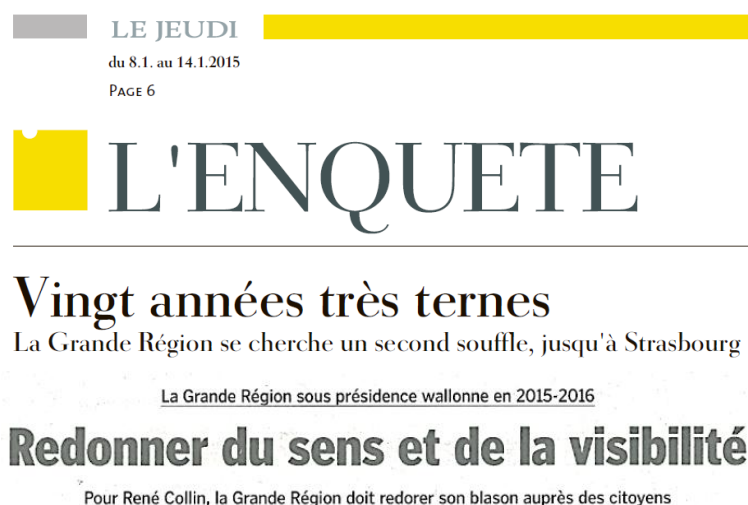 LE JEUDI
du 8.1. au 14.1.2015
PAGE 6
L'ENQUETE
Vingt années très ternes
La Grande Région se cherche un second souffle, jusqu'à Strasbourg
La Grande Région sous présidence wallonne en 2015-2016
Redonner du sens et de la visibilité
Pour René Collin, la Grande Région doit redorer son blason auprès des citoyens